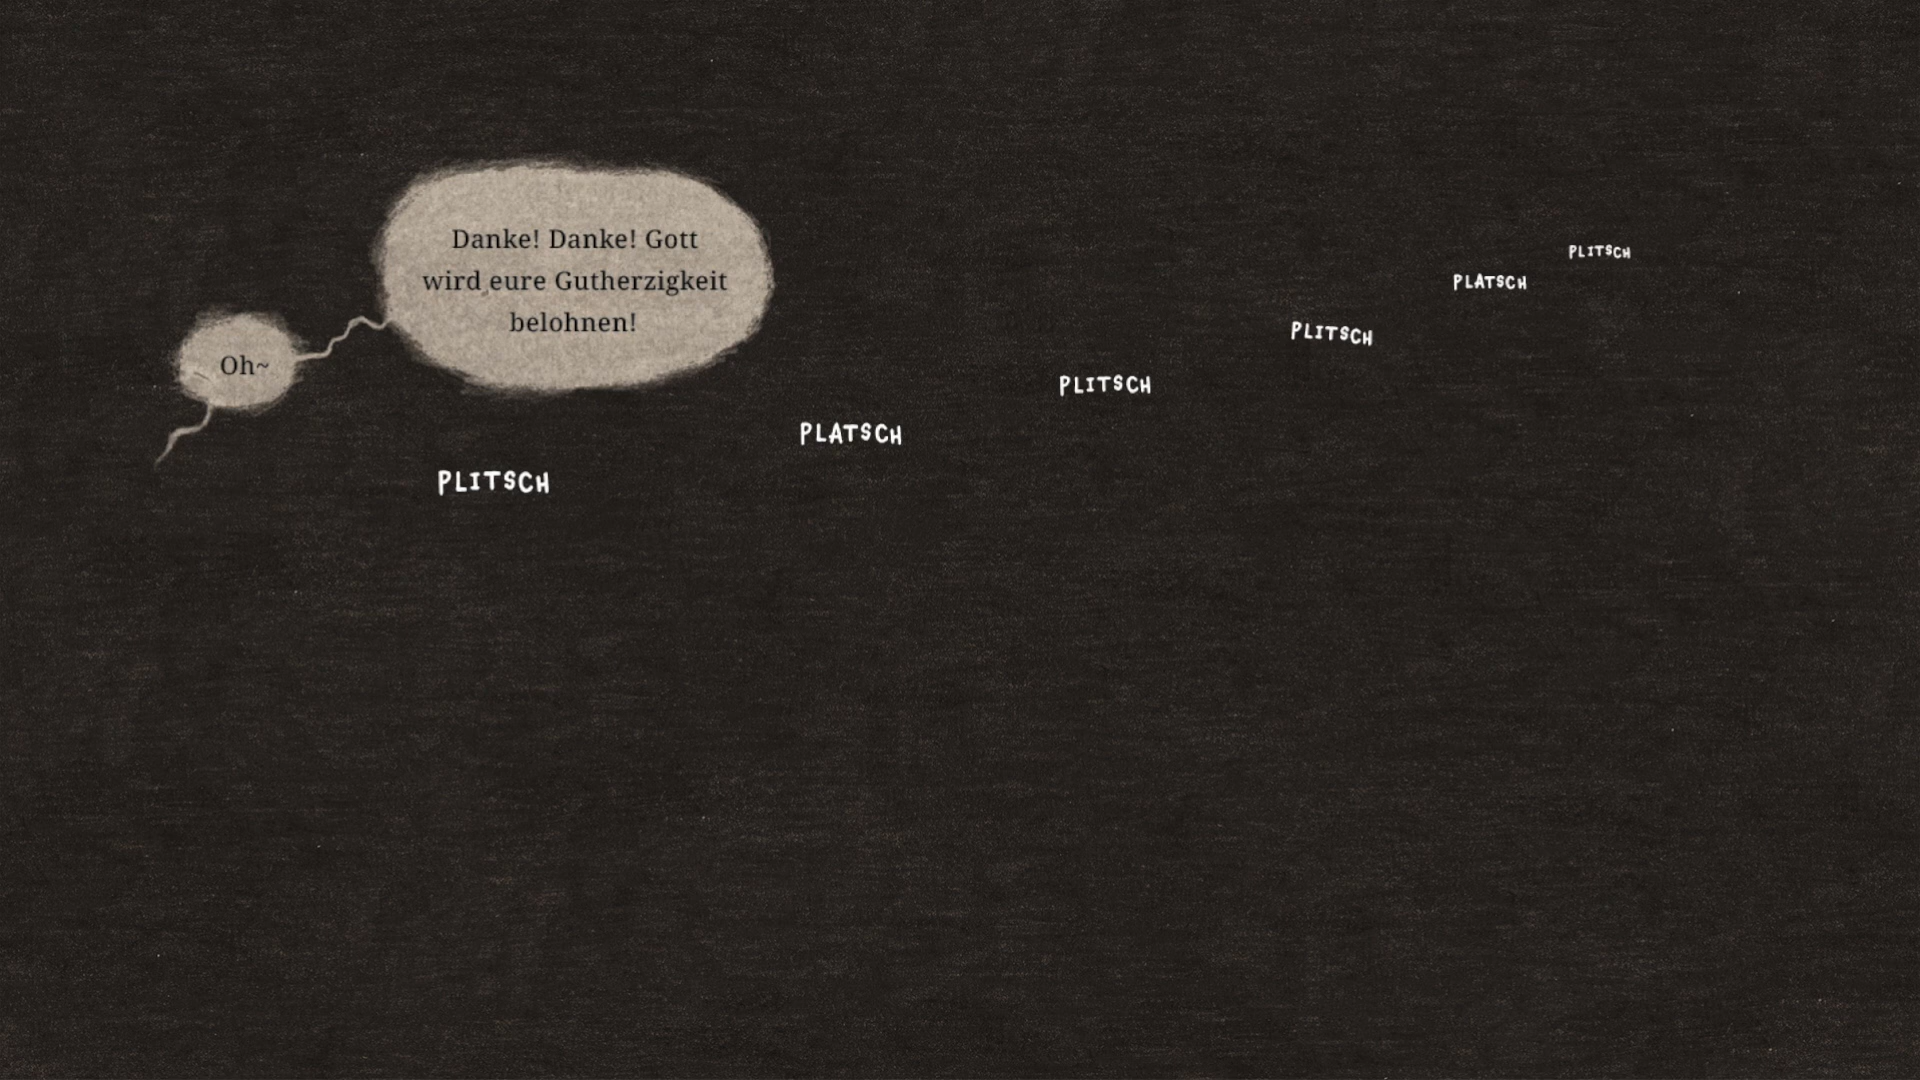 Oh~
Danke! Danke! Gott
wird eure Gutherzigkeit
belohnen!
PLITSCH
PLATSCH
PLITSCH
PLITSCH
PLATSCH
PLITSCH